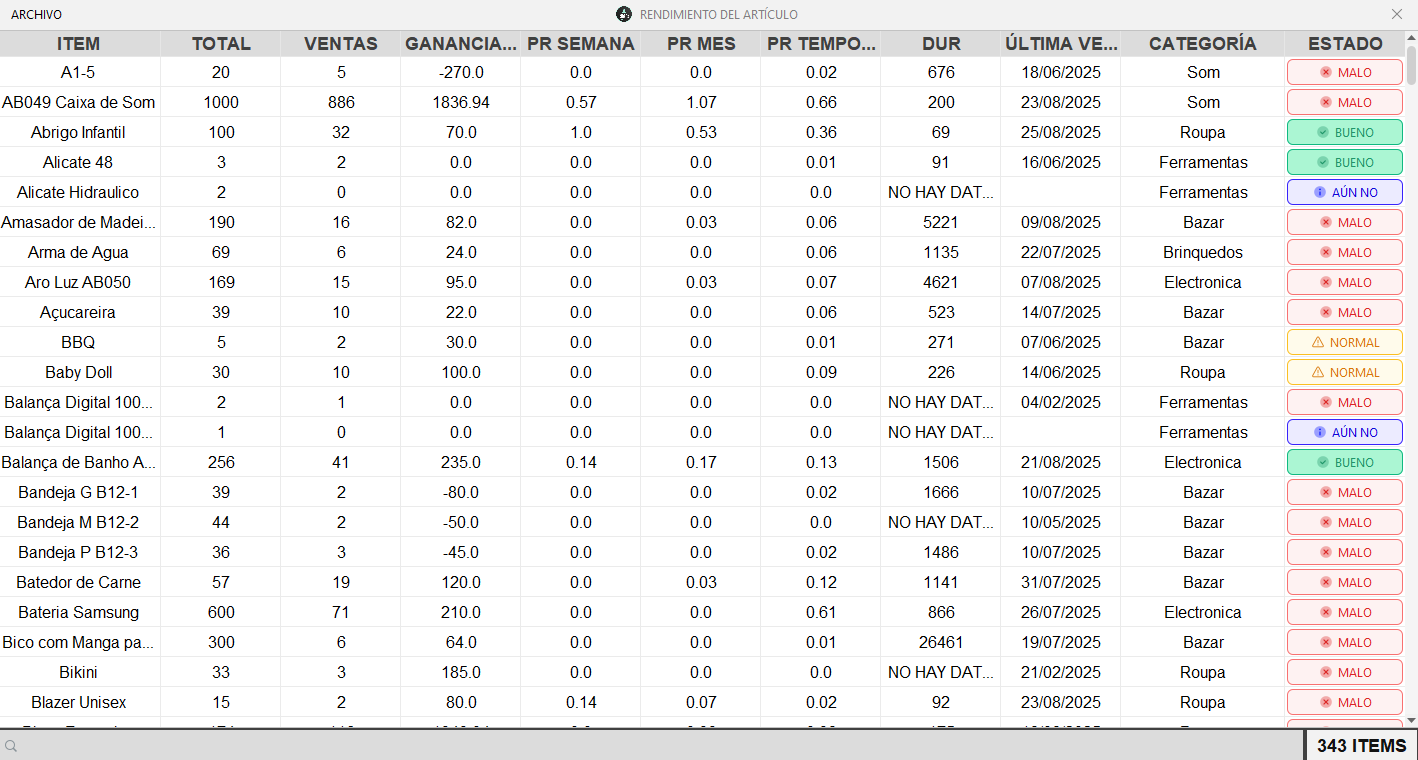 ARCHIVO RENDIMIENTO DEL ARTÍCULO
ITEM TOTAL VENTAS GANANCIA... PR SEMANA PR MES PR TEMPO... DUR ÚLTIMA VE... CATEGORÍA ESTADO
A1-5 20 5 -270.0 0.0 0.0 0.02 676 18/06/2025 Som MALO
AB049 Caixa de Som 1000 886 1836.94 0.57 1.07 0.66 200 23/08/2025 Som MALO
Abrigo Infantil 100 32 70.0 1.0 0.53 0.36 69 25/08/2025 Roupa BUENO
Alicate 48 3 2 0.0 0.0 0.0 0.01 91 16/06/2025 Ferramentas BUENO
Alicate Hidraulico 2 0 0.0 0.0 0.0 0.0 NO HAY DAT... Ferramentas AÚN NO
Amasador de Madei... 190 16 82.0 0.0 0.03 0.06 5221 09/08/2025 Bazar MALO
Arma de Agua 69 6 24.0 0.0 0.0 0.06 1135 22/07/2025 Brinquedos MALO
Aro Luz AB050 169 15 95.0 0.0 0.03 0.07 4621 07/08/2025 Electronica MALO
Açucareira 39 10 22.0 0.0 0.0 0.06 523 14/07/2025 Bazar MALO
BBQ 5 2 30.0 0.0 0.0 0.01 271 07/06/2025 Bazar NORMAL
Baby Doll 30 10 100.0 0.0 0.0 0.09 226 14/06/2025 Roupa NORMAL
Balança Digital 100... 2 1 0.0 0.0 0.0 0.0 NO HAY DAT... 04/02/2025 Ferramentas MALO
Balança Digital 100... 1 0 0.0 0.0 0.0 0.0 NO HAY DAT... Ferramentas AÚN NO
Balança de Banho A... 256 41 235.0 0.14 0.17 0.13 1506 21/08/2025 Electronica BUENO
Bandeja G B12-1 39 2 -80.0 0.0 0.0 0.02 1666 10/07/2025 Bazar MALO
Bandeja M B12-2 44 2 -50.0 0.0 0.0 0.0 NO HAY DAT... 10/05/2025 Bazar MALO
Bandeja P B12-3 36 3 -45.0 0.0 0.0 0.02 1486 10/07/2025 Bazar MALO
Batedor de Carne 57 19 120.0 0.0 0.03 0.12 1141 31/07/2025 Bazar MALO
Bateria Samsung 600 71 210.0 0.0 0.0 0.61 866 26/07/2025 Electronica MALO
Bico com Manga pa... 300 6 64.0 0.0 0.0 0.01 26461 19/07/2025 Bazar MALO
Bikini 33 3 185.0 0.0 0.0 0.0 NO HAY DAT... 21/02/2025 Roupa MALO
Blazer Unisex 15 2 80.0 0.14 0.07 0.02 92 23/08/2025 Roupa MALO
343 ITEMS